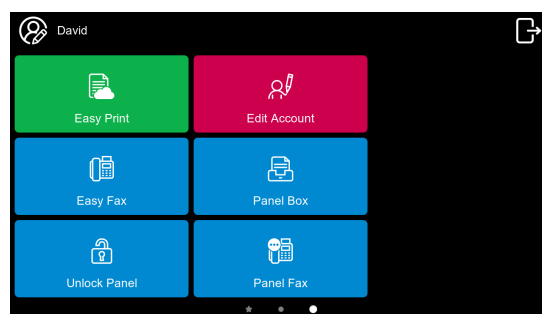 David
Easy Print
Edit Account
Easy Fax
Panel Box
Unlock Panel
Panel Fax